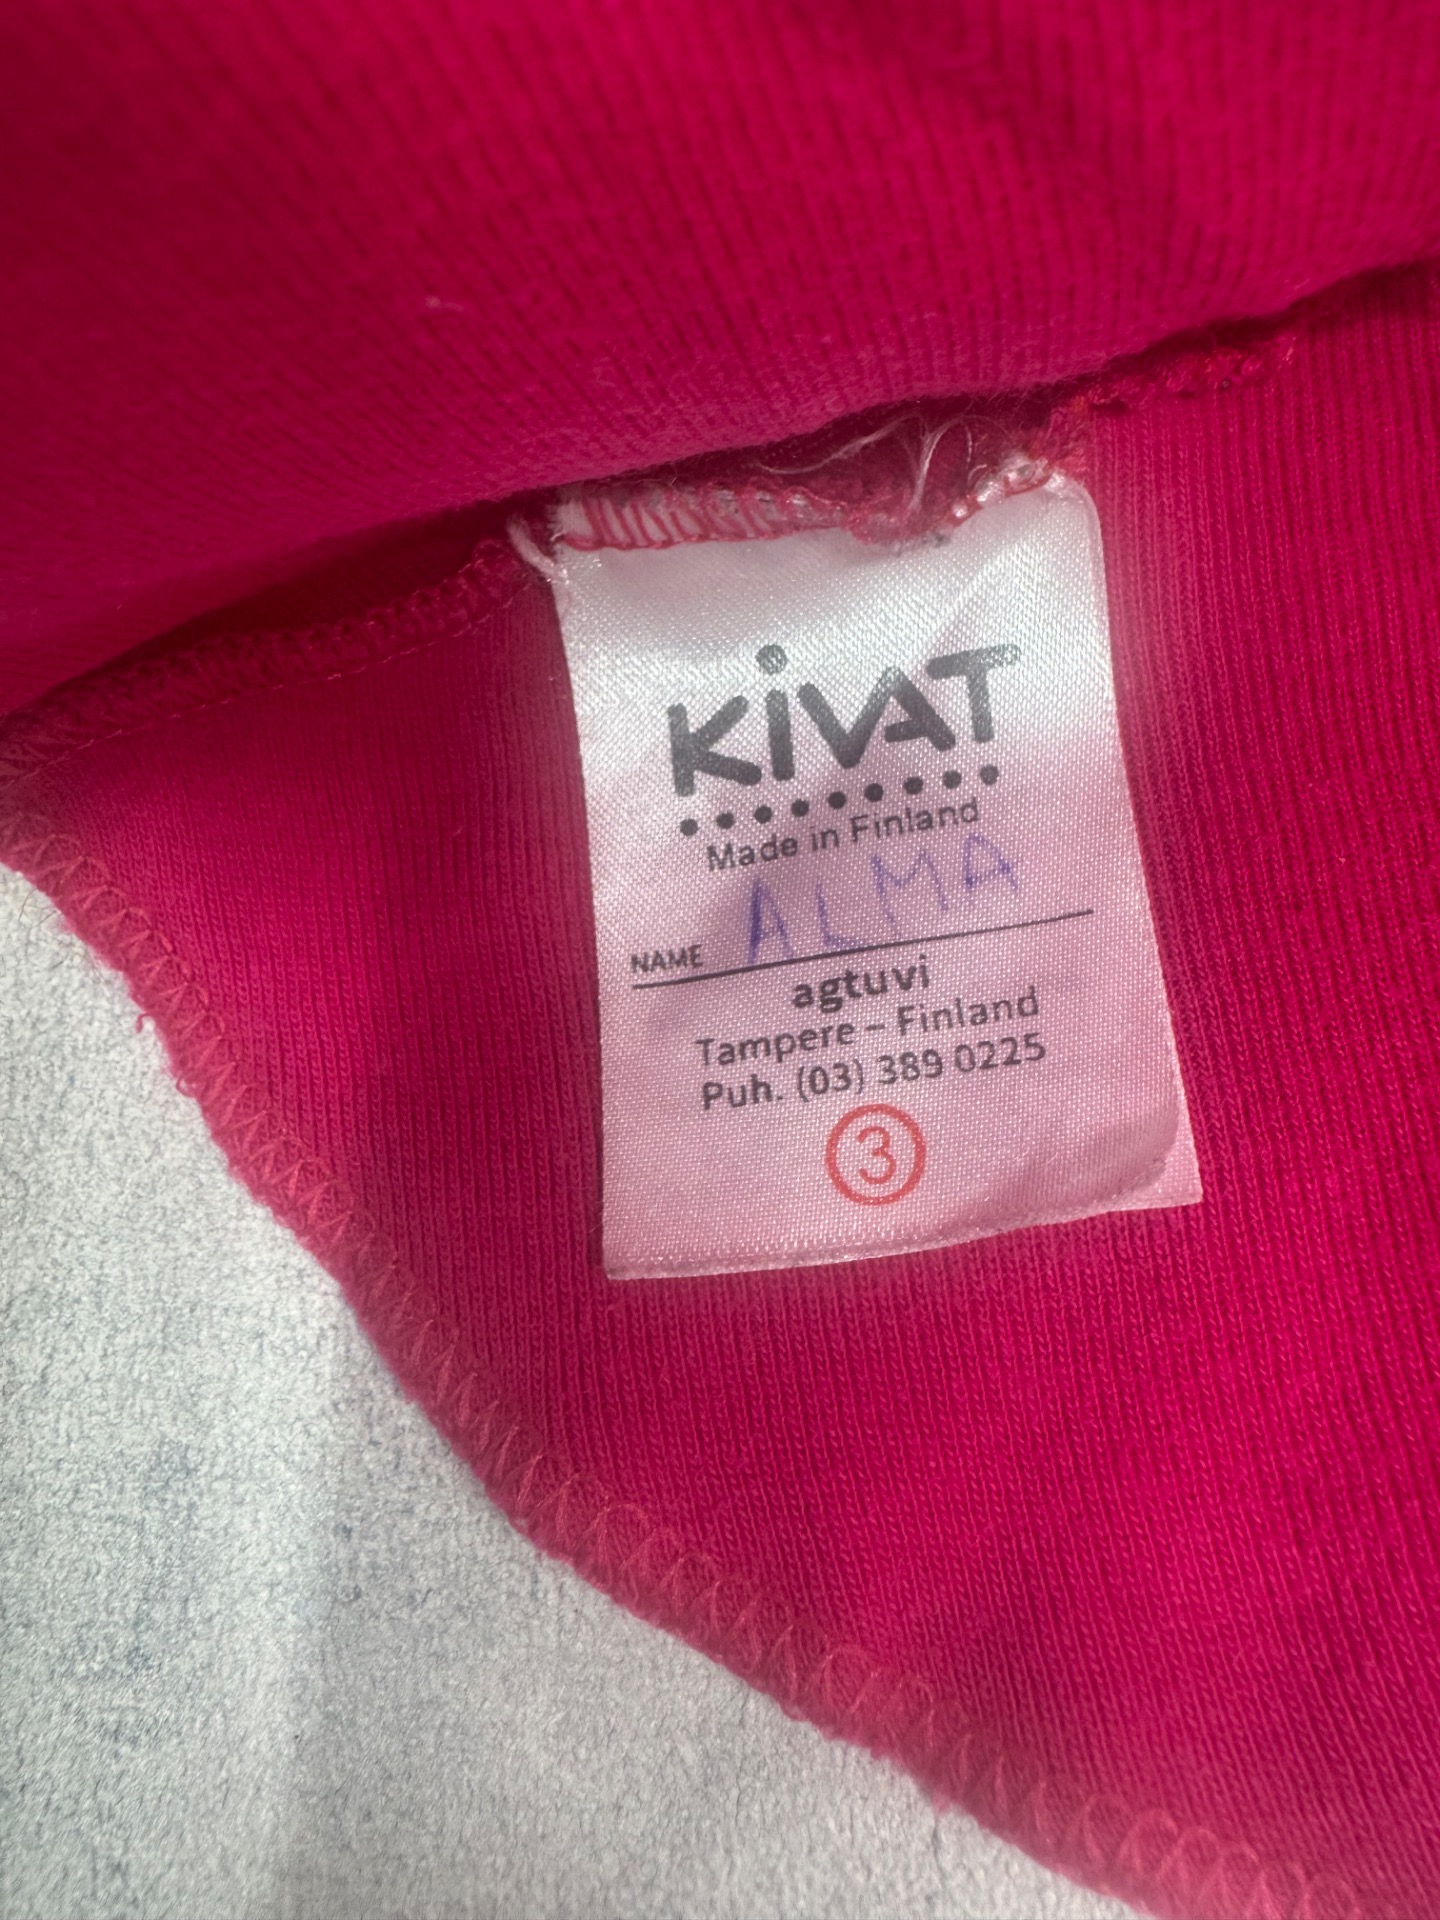 KiVAT
Made in Finland
NAME ALMA
agtuvi
Tampere – Finland
Puh. (03) 389 0225
3